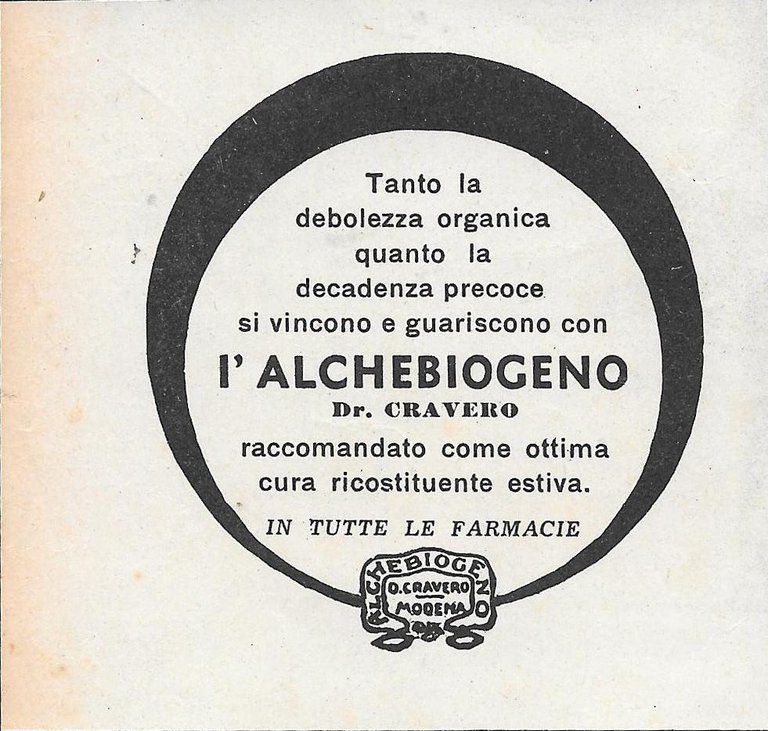 Tanto la
debolezza organica
quanto la
decadenza precoce
si vincono e guariscono con
l' ALCHEBIOGENO
Dr. CRAVERO
raccomandato come ottima
cura ricostituente estiva.
IN TUTTE LE FARMACIE
ALCHEBIOGENO
D. CRAVERO
MODENA